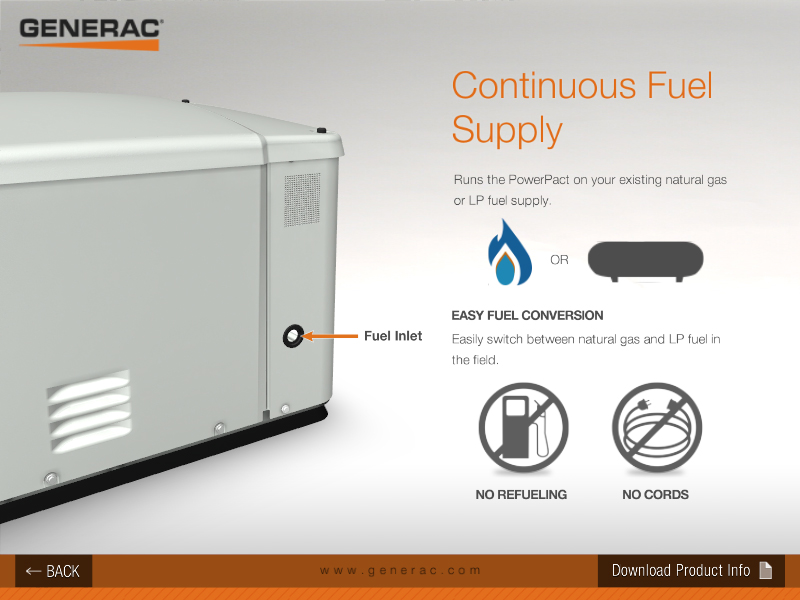 GENERAC®
Continuous Fuel
Supply
Runs the PowerPact on your existing natural gas
or LP fuel supply.
OR
EASY FUEL CONVERSION
Fuel Inlet
Easily switch between natural gas and LP fuel in
the field.
NO REFUELING
NO CORDS
← BACK
www.generac.com
Download Product Info